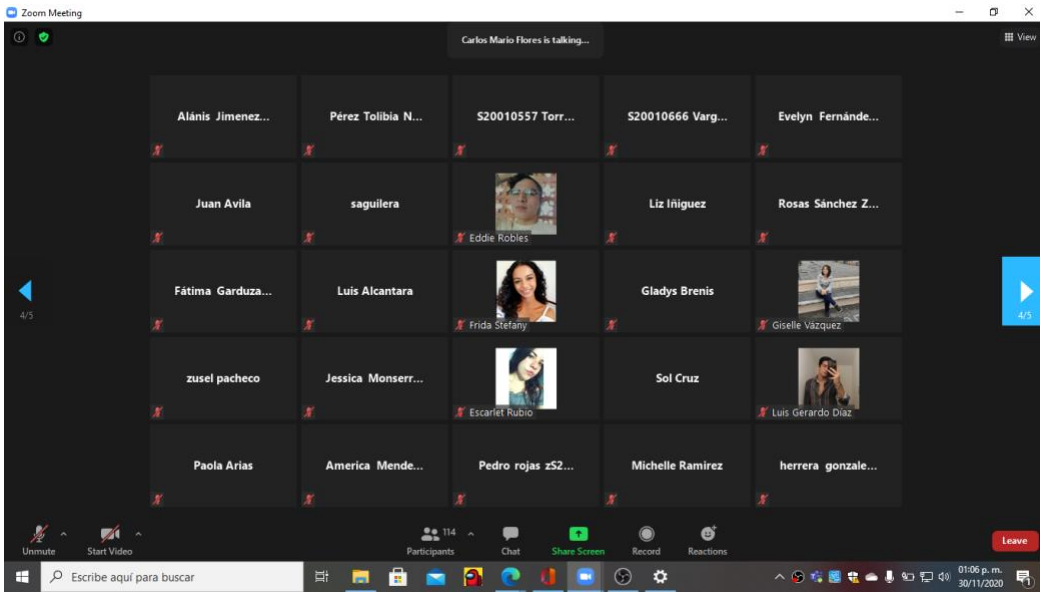 Zoom Meeting
Carlos Mario Flores is talking...
View
Alánis Jimenez...
Pérez Tolibia N...
S20010557 Torr...
S20010666 Varg...
Evelyn Fernánde...
Juan Avila
saguilera
Eddie Robles
Liz Iñiguez
Rosas Sánchez Z...
Fátima Garduza...
Luis Alcantara
Frida Stefany
Gladys Brenis
Giselle Vázquez
4/5
4/5
zusel pacheco
Jessica Monserr...
Escarlet Rubio
Sol Cruz
Luis Gerardo Díaz
Paola Arias
America Mende...
Pedro rojas zS2...
Michelle Ramirez
herrera gonzale...
Unmute
Start Video
114
Participants
Chat
Share Screen
Record
Reactions
Leave
Escribe aquí para buscar
01:06 p. m.
30/11/2020